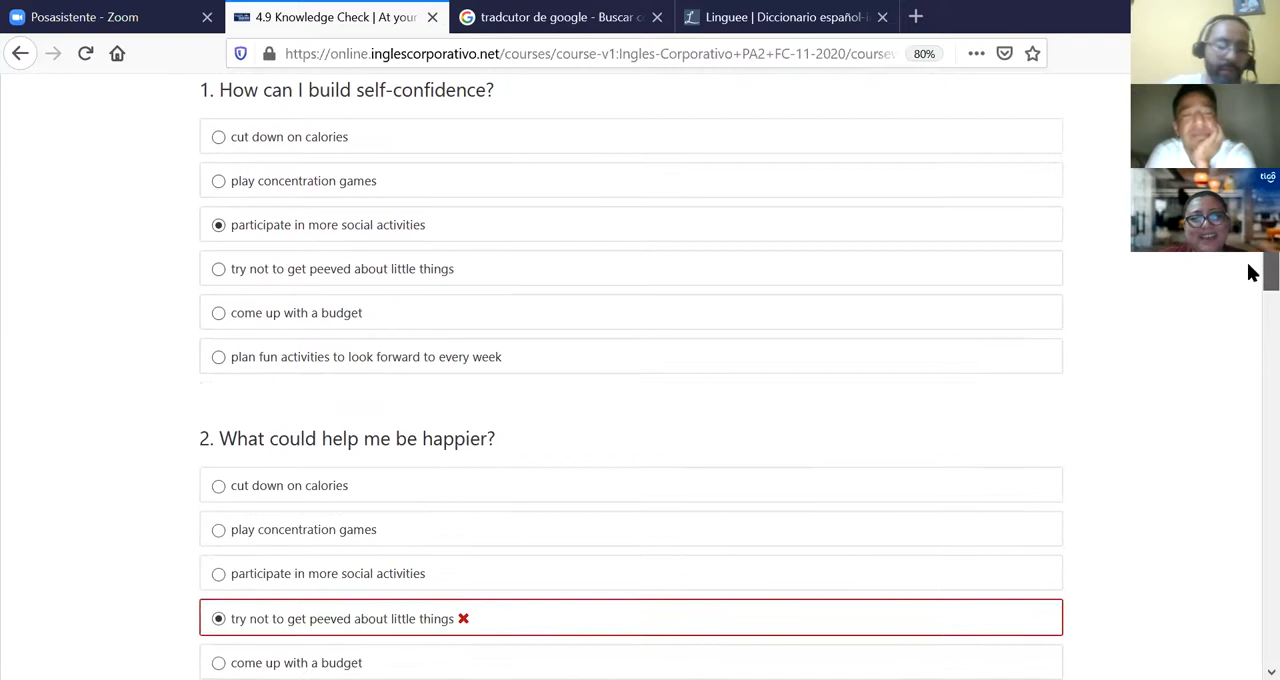 Posasistente - Zoom
4.9 Knowledge Check | At your
tradcutor de google - Buscar c
Linguee | Diccionario español-i
https://online.inglescorporativo.net/courses/course-v1:Ingles-Corporativo+PA2+FC-11-2020/course
80%
tigo
1. How can I build self-confidence?
cut down on calories
play concentration games
participate in more social activities
try not to get peeved about little things
come up with a budget
plan fun activities to look forward to every week
2. What could help me be happier?
cut down on calories
play concentration games
participate in more social activities
try not to get peeved about little things
come up with a budget